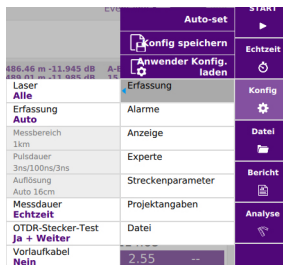 Eve
Auto-set
START
Konfig speichern
Echtzeit
486.46 m -11.945 dB A-B
Anwender Konfig.
laden
489.01 m -11.985 dB 15
Laser
Alle
Erfassung
Konfig
Erfassung
Auto
Alarme
Messbereich
1km
Anzeige
Datei
Pulsdauer
3ns/100ns/3ns
Experte
Auflösung
Auto 16cm
Streckenparameter
Bericht
Messdauer
Echtzeit
Projektangaben
Analyse
OTDR-Stecker-Test
Ja + Weiter
Datei
Vorlaufkabel
Nein
2.55 --